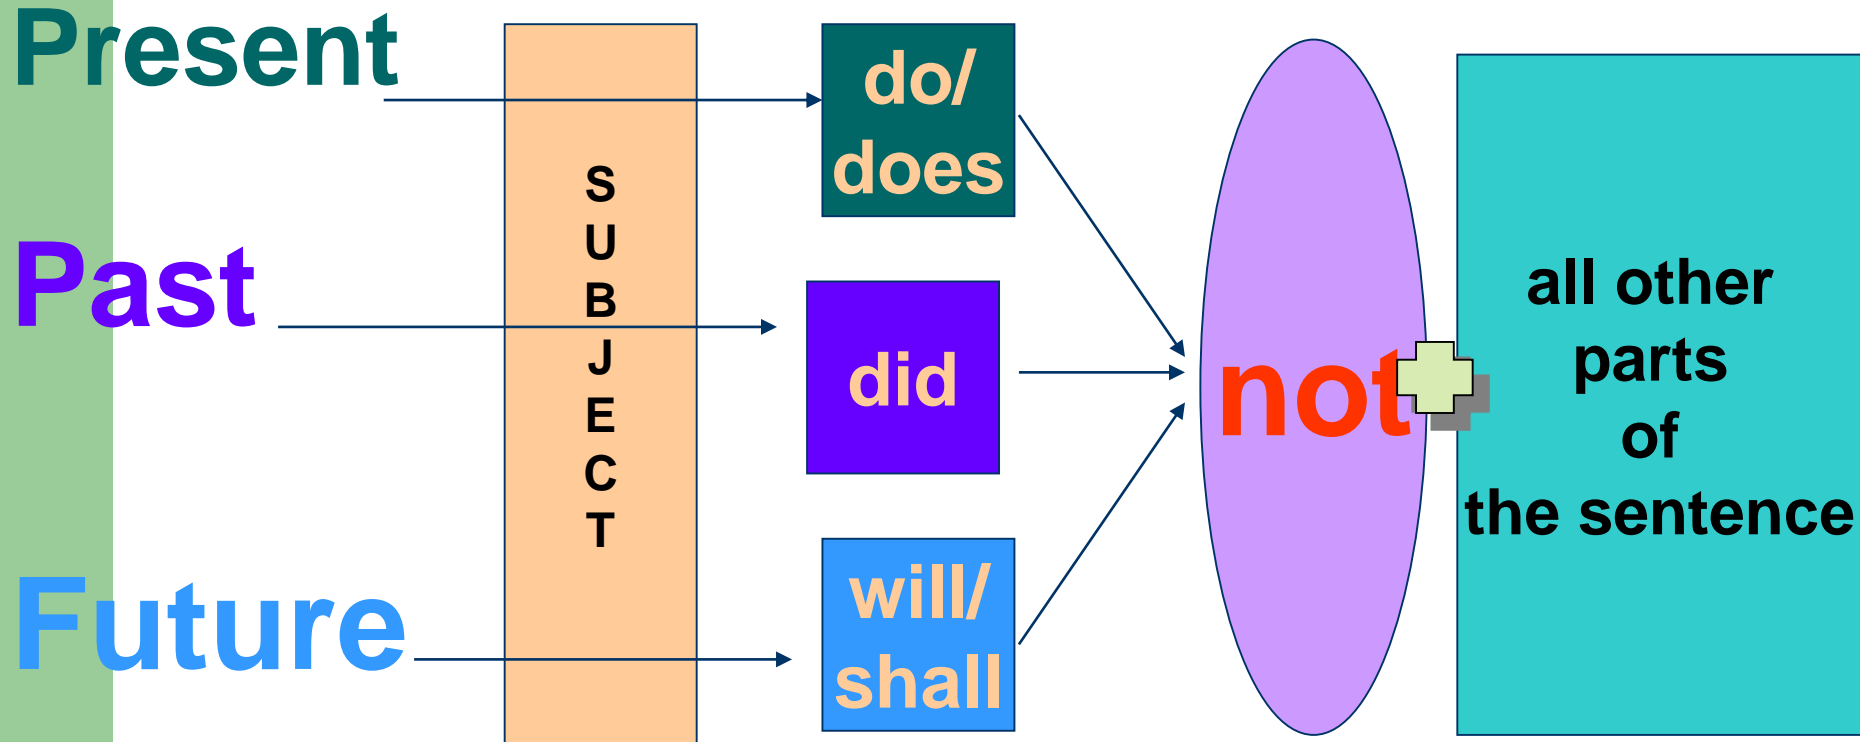 Present
Past
Future
S
U
B
J
E
C
T
do/
does
did
will/
shall
not
all other
parts
of
the sentence